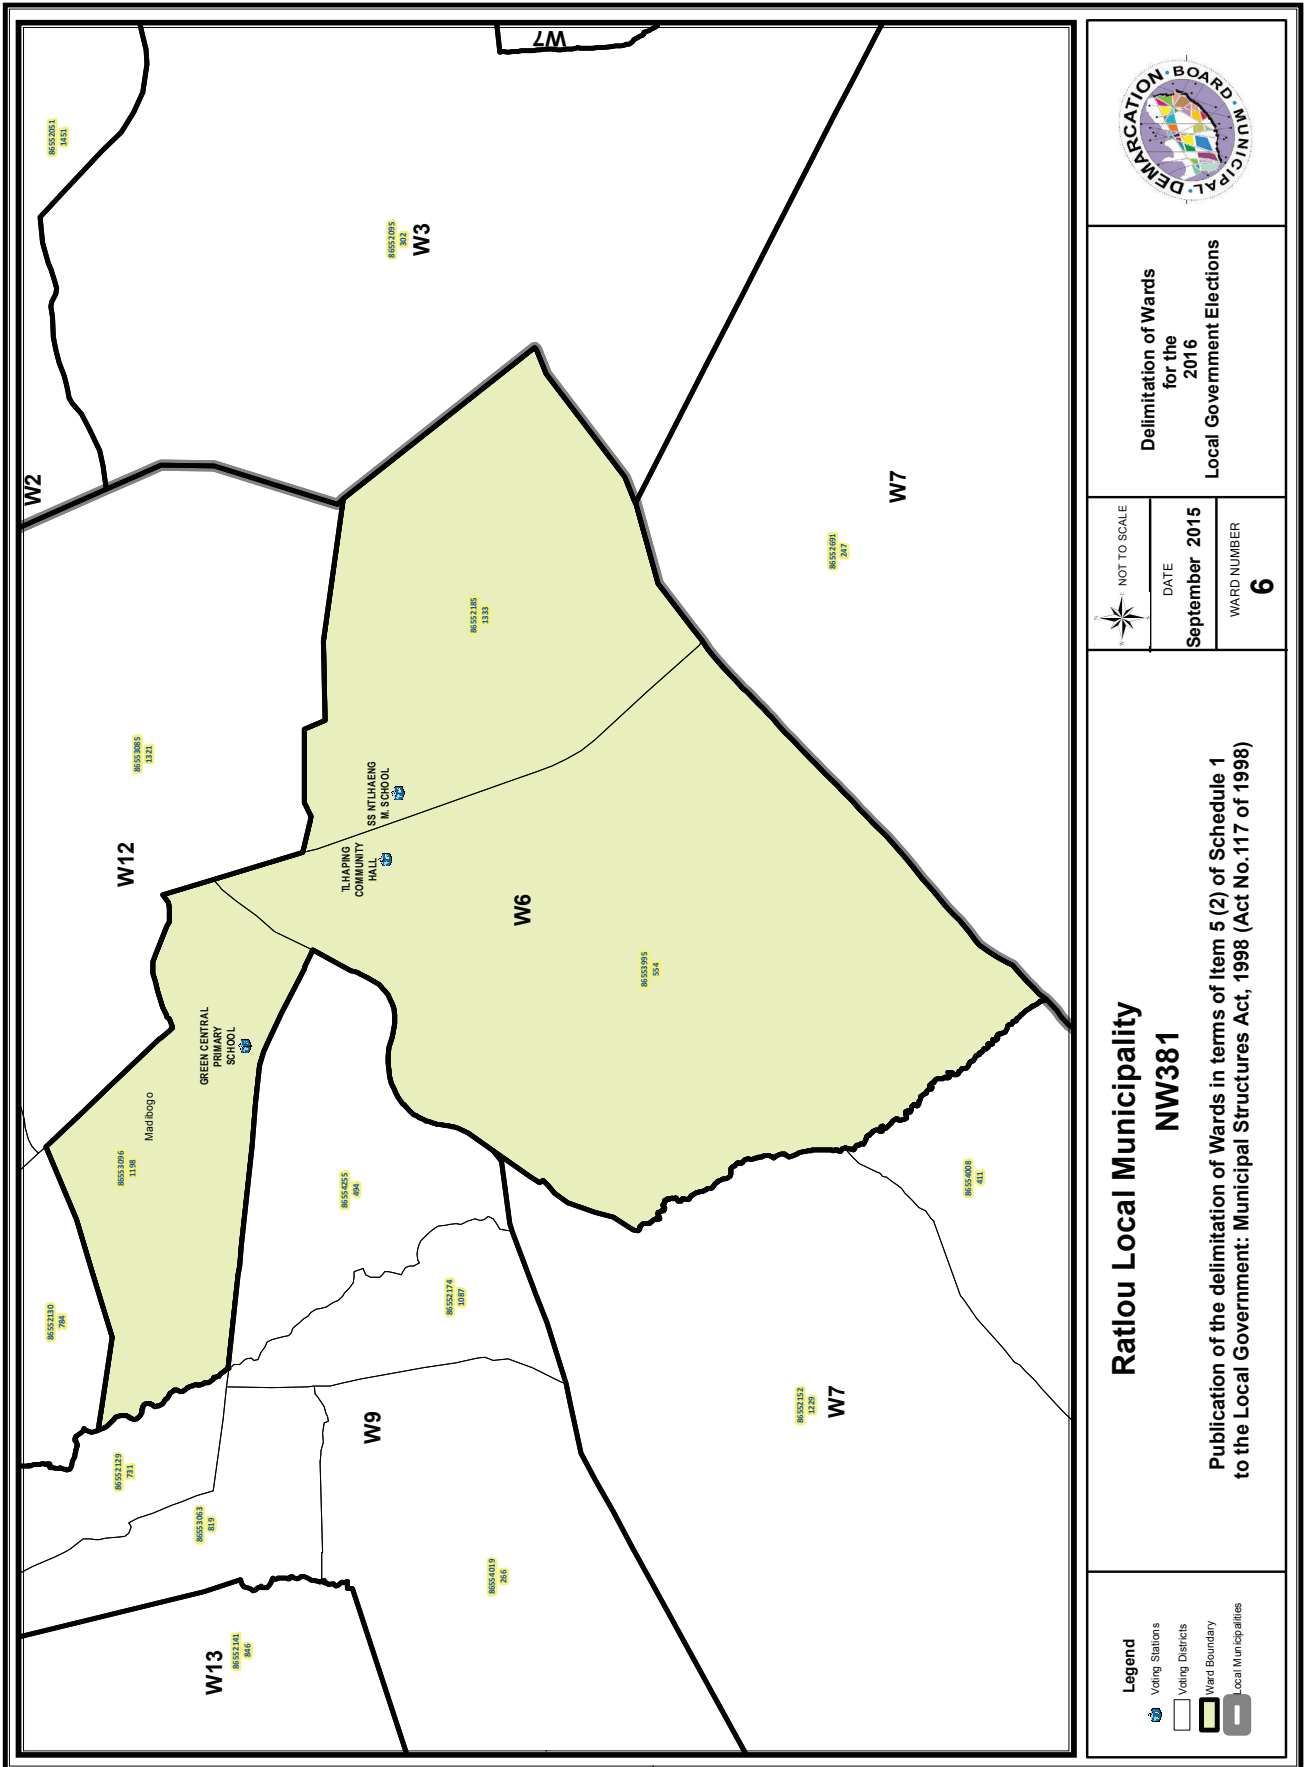 W2
W3
W7
W7
W12
W6
W9
W7
W13
86552051
1451
86552095
302
86552691
247
86552185
1333
86553085
1321
86553995
554
86553096
1198
86554255
494
86552174
1087
86554008
411
86552130
784
86552129
731
86553063
819
86552152
1229
86554019
266
86552141
846
SS NTLHAENG
M. SCHOOL
TLHAPING
COMMUNITY
HALL
GREEN CENTRAL
PRIMARY
SCHOOL
Madibogo
Legend
Voting Stations
Voting Districts
Ward Boundary
Local Municipalities
Ratlou Local Municipality
NW381
Publication of the delimitation of Wards in terms of Item 5 (2) of Schedule 1
to the Local Government: Municipal Structures Act, 1998 (Act No.117 of 1998)
NOT TO SCALE
DATE
September 2015
WARD NUMBER
6
Delimitation of Wards
for the
2016
Local Government Elections
MUNICIPAL • DEMARCATION • BOARD •